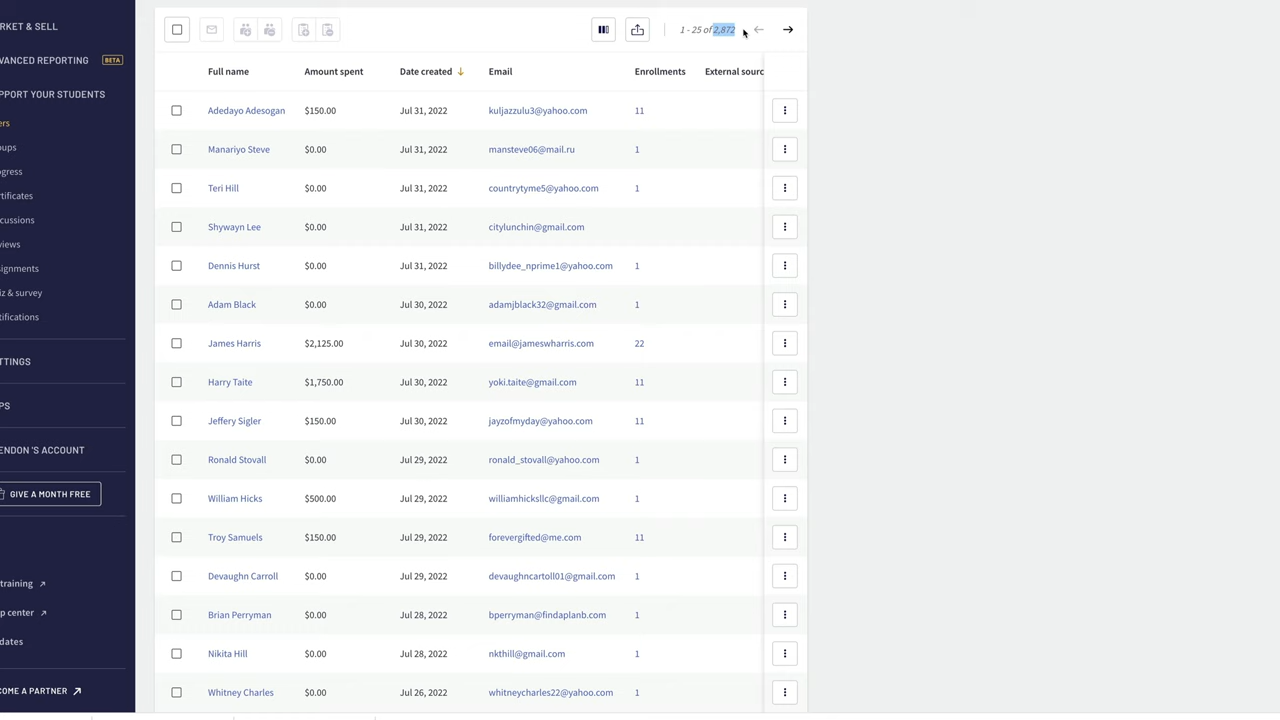 RKET & SELL
VANCED REPORTING BETA
PPORT YOUR STUDENTS
ers
oups
ogress
rtificates
cussions
views
signments
iz & survey
tifications
TTINGS
PS
ENDON 'S ACCOUNT
GIVE A MONTH FREE
training
p center
dates
COME A PARTNER
1 - 25 of 2,872
Full name Amount spent Date created Email Enrollments External sourc
Adedayo Adesogan $150.00 Jul 31, 2022 kuljazzulu3@yahoo.com 11
Manariyo Steve $0.00 Jul 31, 2022 mansteve06@mail.ru 1
Teri Hill $0.00 Jul 31, 2022 countrytyme5@yahoo.com 1
Shywayn Lee $0.00 Jul 31, 2022 citylunchin@gmail.com
Dennis Hurst $0.00 Jul 31, 2022 billydee_nprime1@yahoo.com 1
Adam Black $0.00 Jul 30, 2022 adamjblack32@gmail.com 1
James Harris $2,125.00 Jul 30, 2022 email@jameswharris.com 22
Harry Taite $1,750.00 Jul 30, 2022 yoki.taite@gmail.com 11
Jeffery Sigler $150.00 Jul 30, 2022 jayzofmyday@yahoo.com 11
Ronald Stovall $0.00 Jul 29, 2022 ronald_stovall@yahoo.com 1
William Hicks $500.00 Jul 29, 2022 williamhicksllc@gmail.com 1
Troy Samuels $150.00 Jul 29, 2022 forevergifted@me.com 11
Devaughn Carroll $0.00 Jul 29, 2022 devaughncartoll01@gmail.com 1
Brian Perryman $0.00 Jul 28, 2022 bperryman@findaplanb.com 1
Nikita Hill $0.00 Jul 28, 2022 nkthill@gmail.com 1
Whitney Charles $0.00 Jul 26, 2022 whitneycharles22@yahoo.com 1